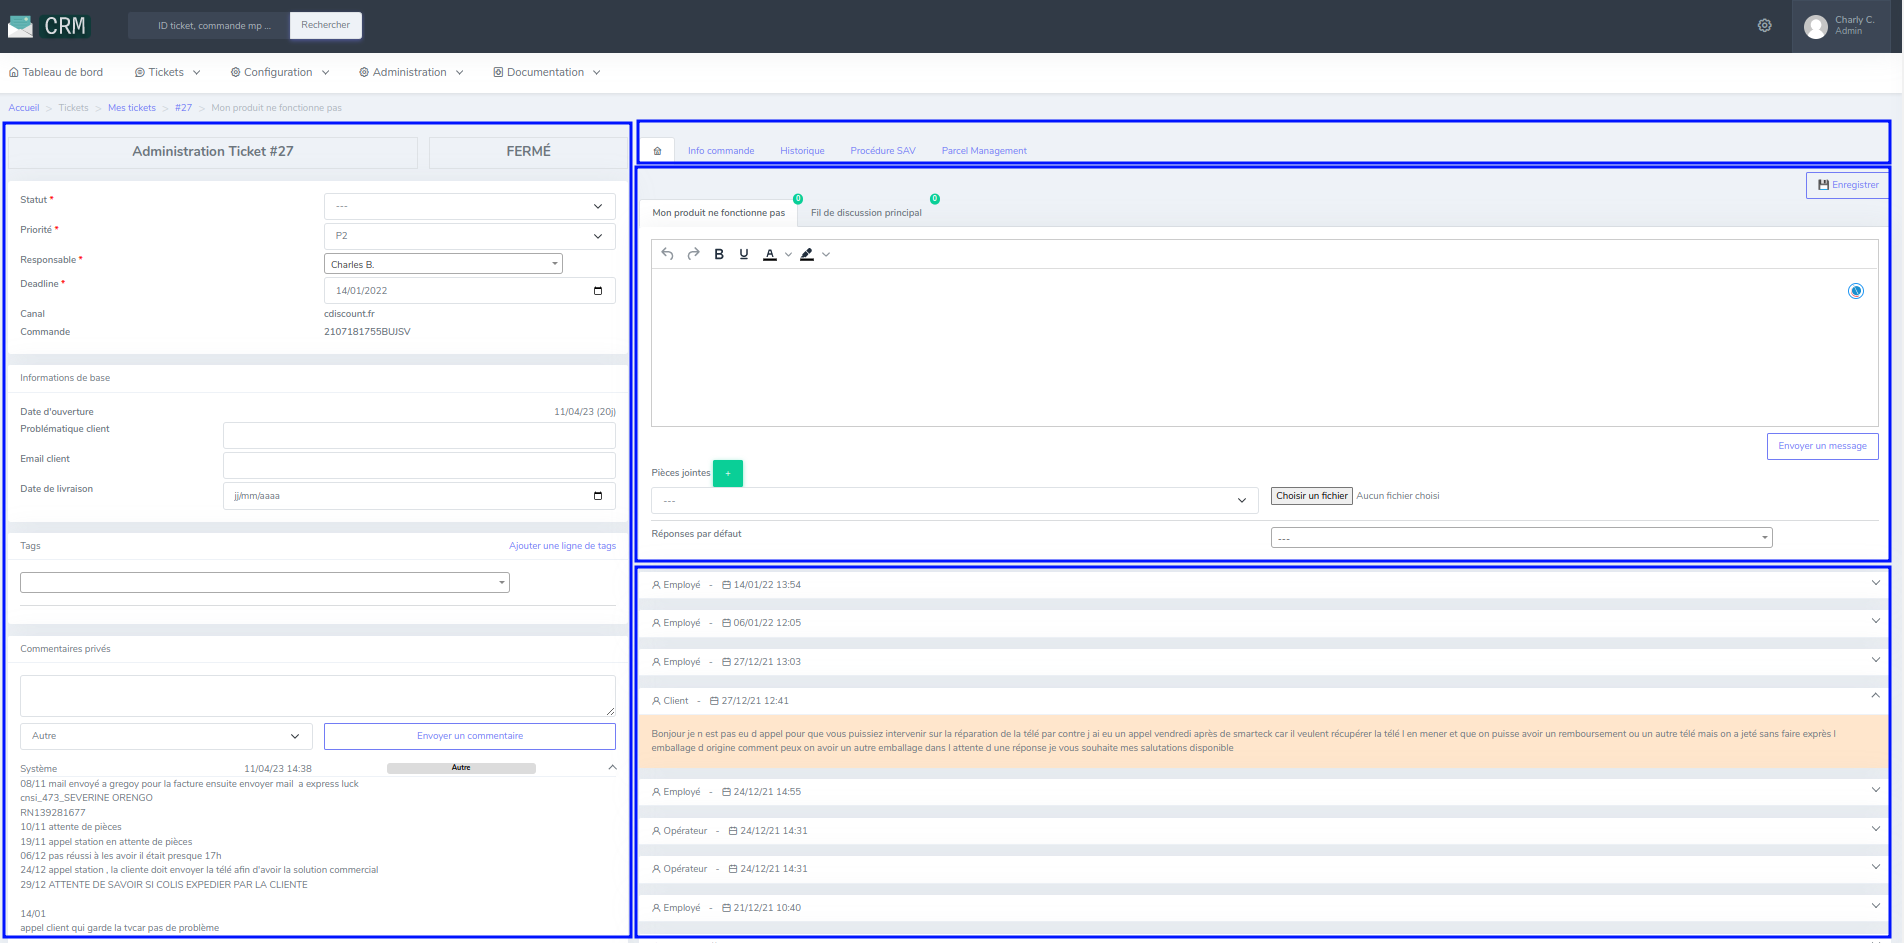 CRM
ID ticket, commande mp ...
Rechercher
Charly C.
Admin
Tableau de bord
Tickets
Configuration
Administration
Documentation
Accueil > Tickets > Mes tickets > #27 > Mon produit ne fonctionne pas
Administration Ticket #27
FERMÉ
Statut *
---
Priorité *
P2
Responsable *
Charles B.
Deadline *
14/01/2022
Canal
cdiscount.fr
Commande
2107181755BUJSV
Informations de base
Date d'ouverture
11/04/23 (20j)
Problématique client
Email client
Date de livraison
jj/mm/aaaa
Tags
Ajouter une ligne de tags
Commentaires privés
Autre
Envoyer un commentaire
Système
11/04/23 14:38
Autre
08/11 mail envoyé a gregoy pour la facture ensuite envoyer mail  a express luck
cnsi_473_SEVERINE ORENGO
RN139281677
10/11 attente de pièces
19/11 appel station en attente de pièces
06/12 pas réussi à les avoir il était presque 17h
24/12 appel station , la cliente doit envoyer la télé afin d'avoir la solution commercial
29/12 ATTENTE DE SAVOIR SI COLIS EXPEDIER PAR LA CLIENTE
14/01
appel client qui garde la tvcar pas de problème
Info commande
Historique
Procédure SAV
Parcel Management
Enregistrer
Mon produit ne fonctionne pas
0
Fil de discussion principal
0
B U A
Envoyer un message
Pièces jointes
+
---
Choisir un fichier
Aucun fichier choisi
Réponses par défaut
---
Employé - 14/01/22 13:54
Employé - 06/01/22 12:05
Employé - 27/12/21 13:03
Client - 27/12/21 12:41
Bonjour je n est pas eu d appel pour que vous puissiez intervenir sur la réparation de la télé par contre j ai eu un appel vendredi après de smarteck car il veulent récupérer la télé l en mener et que on puisse avoir un remboursement ou un autre télé mais on a jeté sans faire exprès l
emballage d origine comment peux on avoir un autre emballage dans l attente d une réponse je vous souhaite mes salutations disponible
Employé - 24/12/21 14:55
Opérateur - 24/12/21 14:31
Opérateur - 24/12/21 14:31
Employé - 21/12/21 10:40